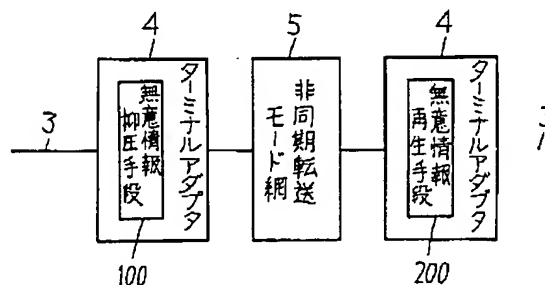 4
5
4
3
ターミナルアダプタ
無意情報
抑圧手段
非同期転送
モード網
ターミナルアダプタ
無意情報
再生手段
100
200